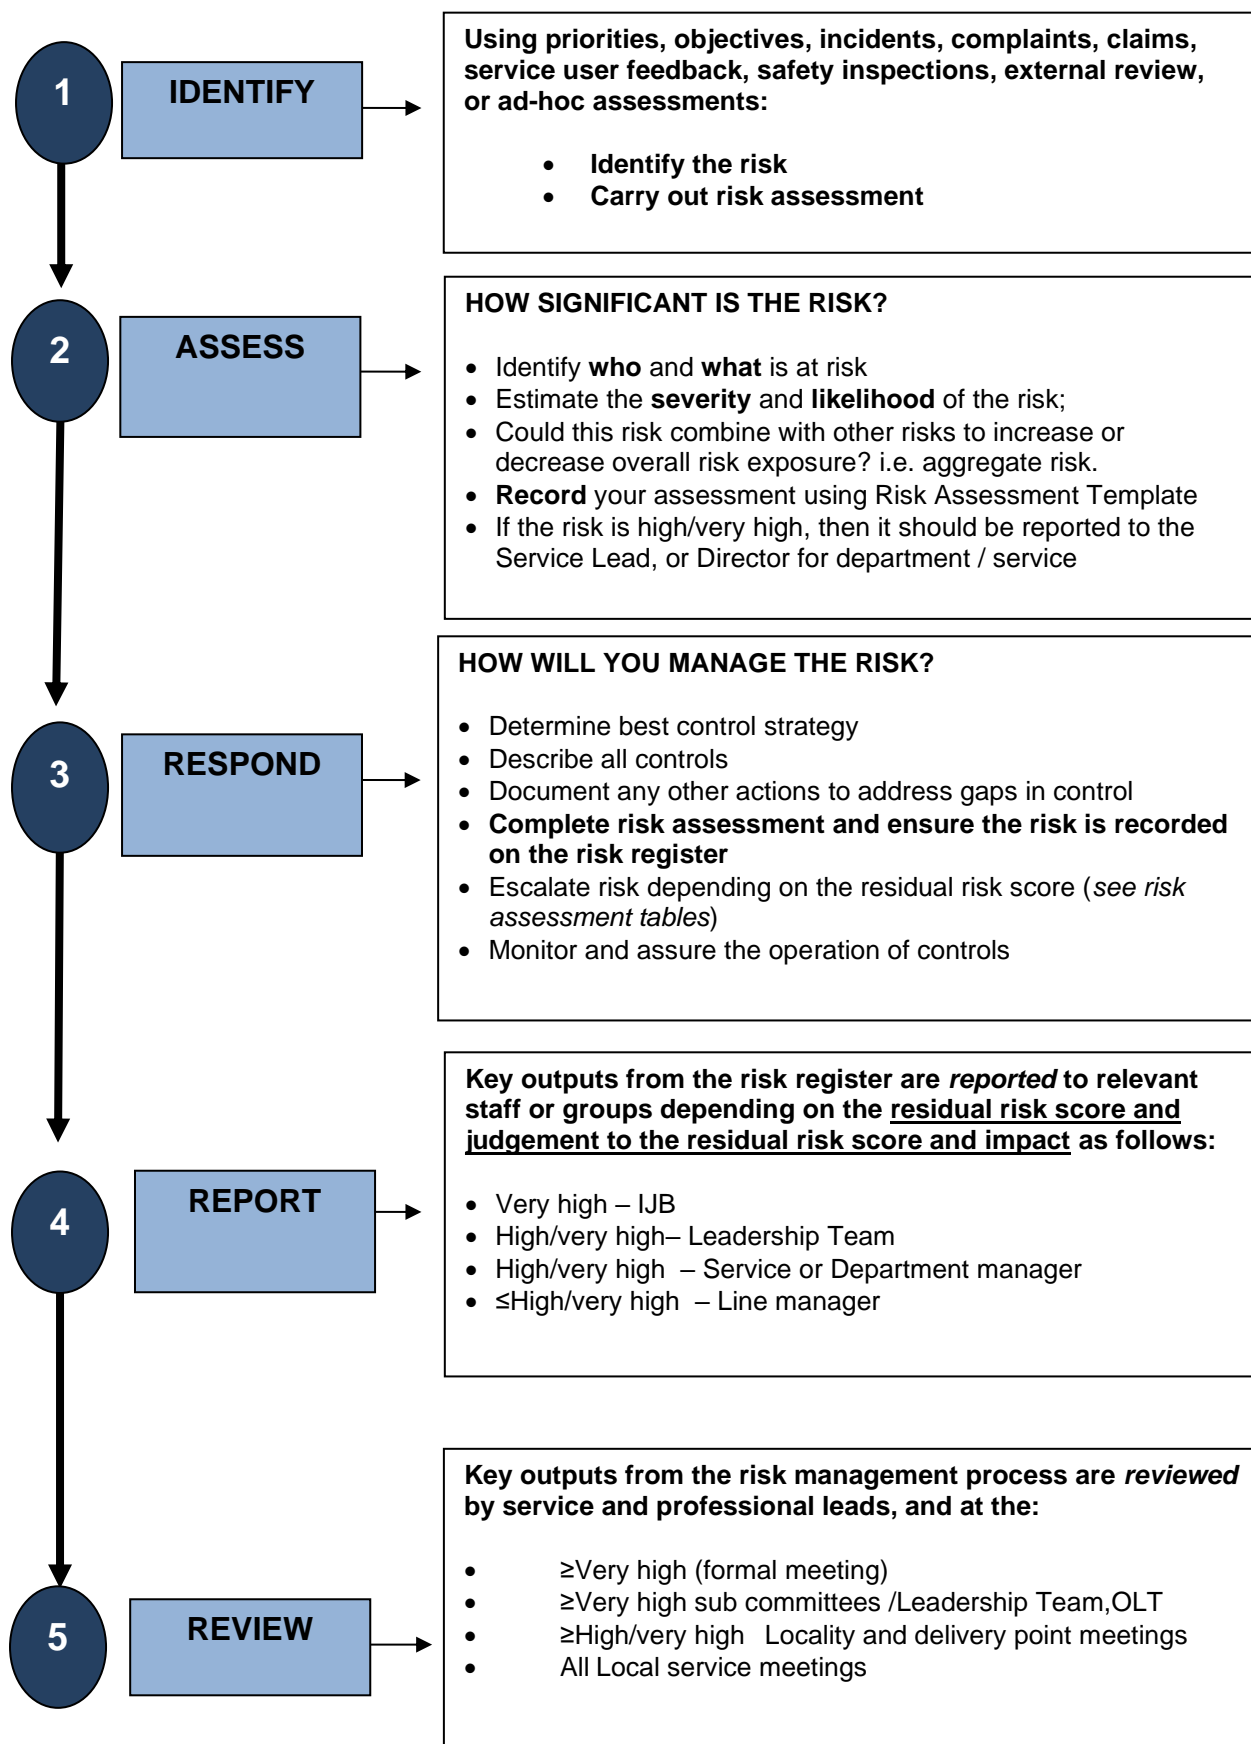 1
IDENTIFY
Using priorities, objectives, incidents, complaints, claims,
service user feedback, safety inspections, external review,
or ad-hoc assessments:
• Identify the risk
• Carry out risk assessment
2
ASSESS
HOW SIGNIFICANT IS THE RISK?
• Identify who and what is at risk
• Estimate the severity and likelihood of the risk;
• Could this risk combine with other risks to increase or
decrease overall risk exposure? i.e. aggregate risk.
• Record your assessment using Risk Assessment Template
• If the risk is high/very high, then it should be reported to the
Service Lead, or Director for department / service
3
RESPOND
HOW WILL YOU MANAGE THE RISK?
• Determine best control strategy
• Describe all controls
• Document any other actions to address gaps in control
• Complete risk assessment and ensure the risk is recorded
on the risk register
• Escalate risk depending on the residual risk score (see risk
assessment tables)
• Monitor and assure the operation of controls
4
REPORT
Key outputs from the risk register are reported to relevant
staff or groups depending on the residual risk score and
judgement to the residual risk score and impact as follows:
• Very high – IJB
• High/very high– Leadership Team
• High/very high – Service or Department manager
• ≤High/very high – Line manager
5
REVIEW
Key outputs from the risk management process are reviewed
by service and professional leads, and at the:
• ≥Very high (formal meeting)
• ≥Very high sub committees /Leadership Team,OLT
• ≥High/very high Locality and delivery point meetings
• All Local service meetings